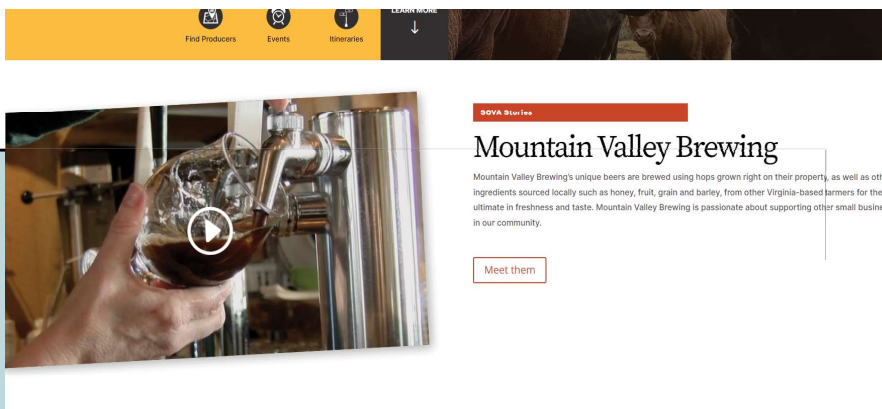 LEARN MORE
Find Producers
Events
Itineraries
SOVA Stories
Mountain Valley Brewing
Mountain Valley Brewing's unique beers are brewed using hops grown right on their property, as well as
ingredients sourced locally such as honey, fruit, grain and barley, from other Virginia-based farmers for the
ultimate in freshness and taste. Mountain Valley Brewing is passionate about supporting other small
in our community.
Meet them